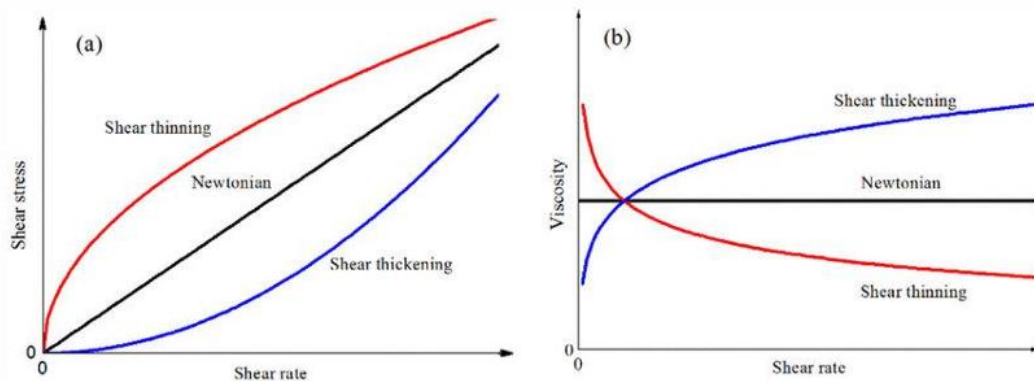 (a)
Shear stress
Shear thinning
Newtonian
Shear thickening
0
0
Shear rate
(b)
Viscosity
Shear thickening
Newtonian
Shear thinning
0
0
Shear rate